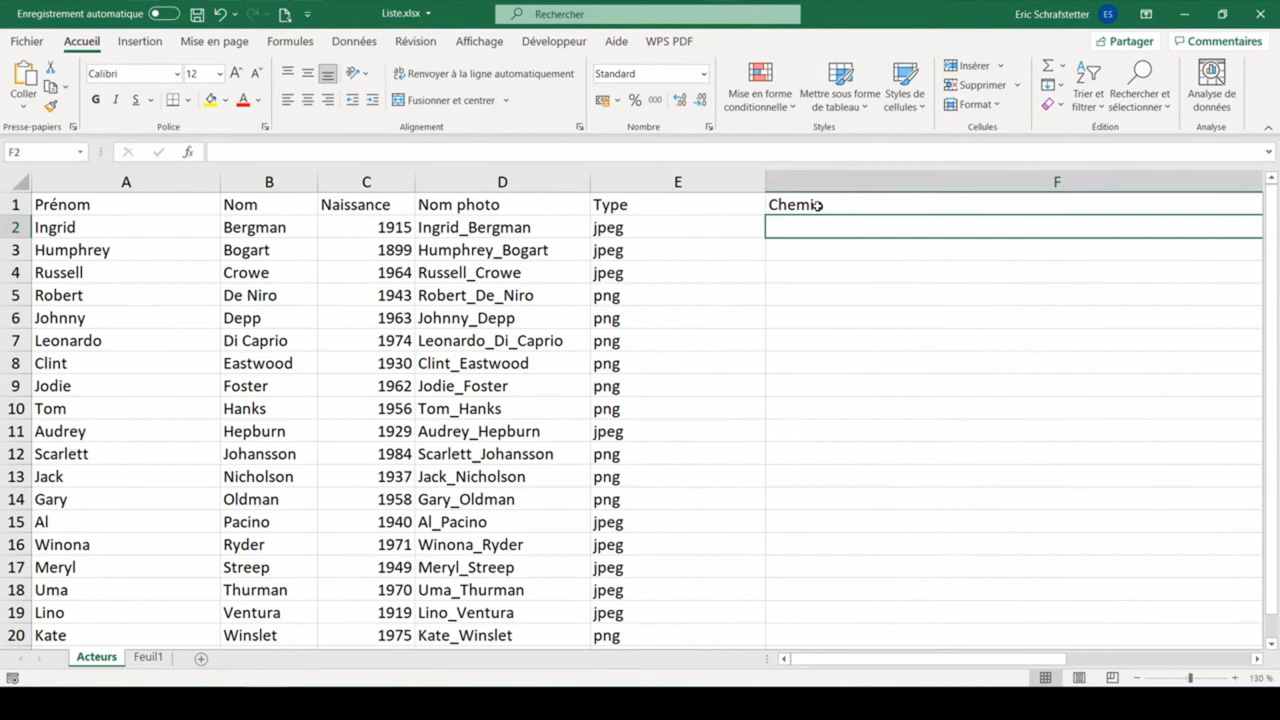 Enregistrement automatique Liste.xlsx Rechercher Eric Schrafstetter ES
Fichier Accueil Insertion Mise en page Formules Données Révision Affichage Développeur Aide WPS PDF Partager Commentaires
Coller Calibri 12 Renvoyer à la ligne automatiquement Standard Mise en forme conditionnelle Mettre sous forme de tableau Styles de cellules Insérer Trier et filtrer Rechercher et sélectionner Analyse de données
Supprimer
G I S A Fusionner et centrer % 000 Format
Presse-papiers Police Alignement Nombre Styles Cellules Édition Analyse
F2 fx
A B C D E F
1 Prénom Nom Naissance Nom photo Type
2 Ingrid Bergman 1915 Ingrid_Bergman jpeg
3 Humphrey Bogart 1899 Humphrey_Bogart jpeg
4 Russell Crowe 1964 Russell_Crowe jpeg
5 Robert De Niro 1943 Robert_De_Niro png
6 Johnny Depp 1963 Johnny_Depp png
7 Leonardo Di Caprio 1974 Leonardo_Di_Caprio png
8 Clint Eastwood 1930 Clint_Eastwood png
9 Jodie Foster 1962 Jodie_Foster png
10 Tom Hanks 1956 Tom_Hanks png
11 Audrey Hepburn 1929 Audrey_Hepburn jpeg
12 Scarlett Johansson 1984 Scarlett_Johansson png
13 Jack Nicholson 1937 Jack_Nicholson png
14 Gary Oldman 1958 Gary_Oldman png
15 Al Pacino 1940 Al_Pacino jpeg
16 Winona Ryder 1971 Winona_Ryder jpeg
17 Meryl Streep 1949 Meryl_Streep jpeg
18 Uma Thurman 1970 Uma_Thurman jpeg
19 Lino Ventura 1919 Lino_Ventura jpeg
20 Kate Winslet 1975 Kate_Winslet png
Acteurs Feuil1
130 %